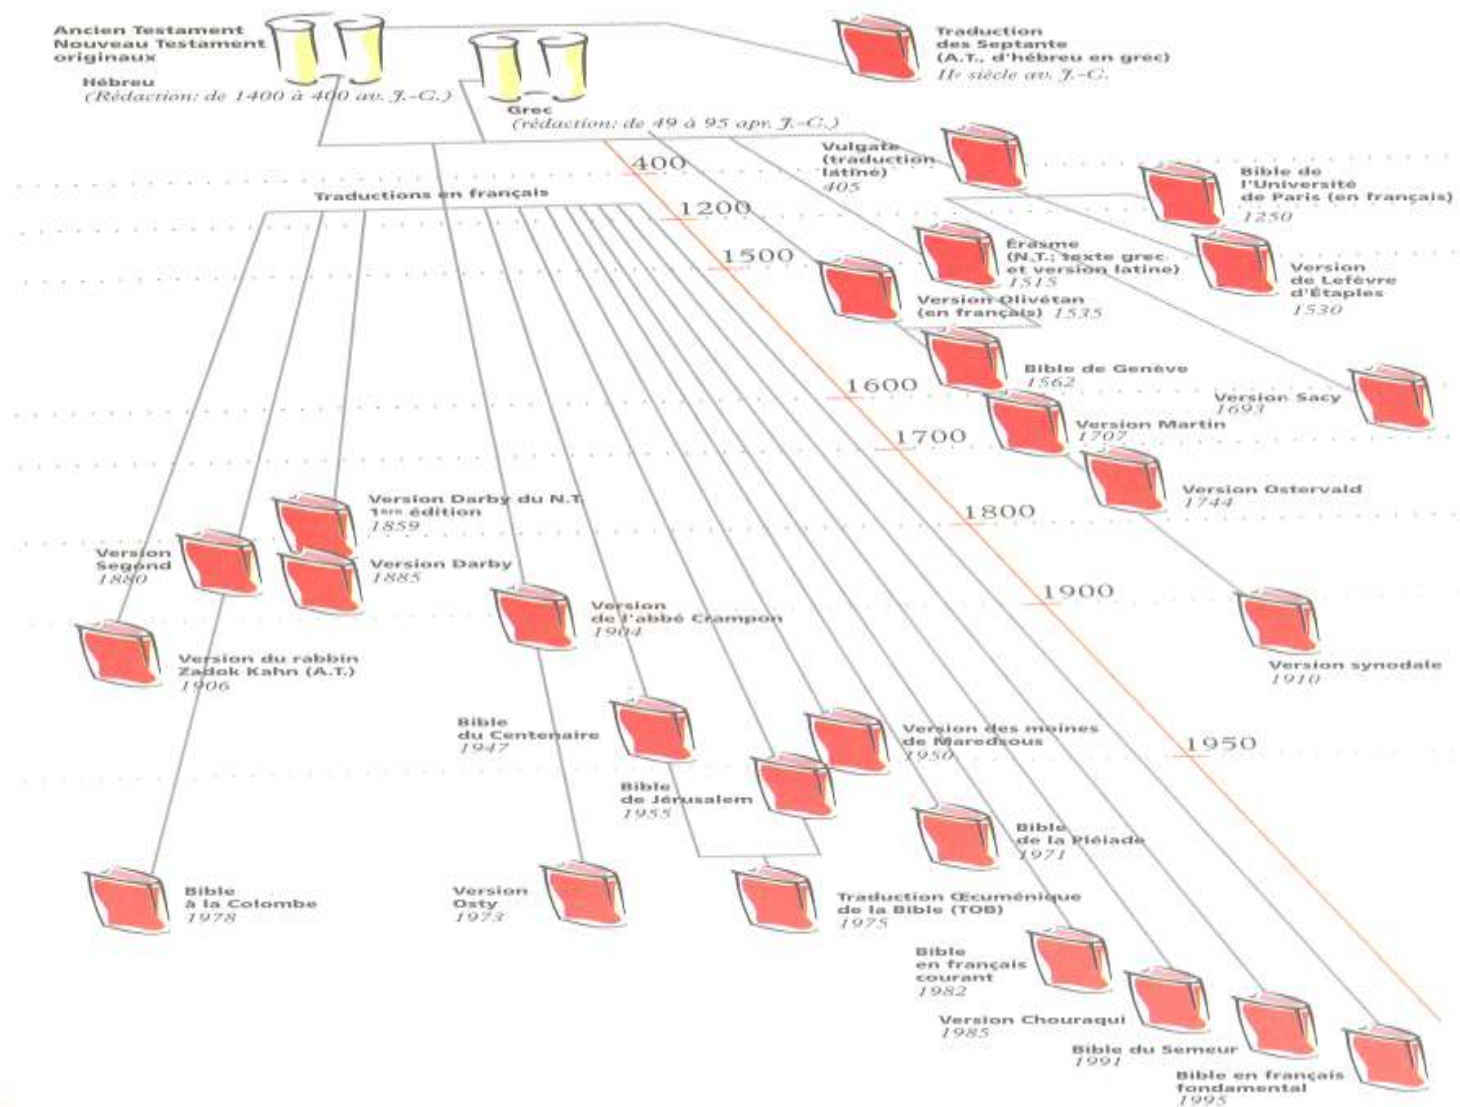 Ancien Testament
Nouveau Testament
originaux
Hébreu
(Rédaction: de 1400 à 400 av. J.-C.)
Grec
(rédaction: de 49 à 95 apr. J.-C.)
Traduction
des Septante
(A.T., d'hébreu en grec)
IIe siècle av. J.-C.
Vulgate
(traduction
latine)
405
Bible de
l'Université
de Paris (en français)
1250
400
Traductions en français
1200
1500
Érasme
(N.T., texte grec
et version latine)
1515
Version
de Lefèvre
d'Étaples
1530
Version Olivétan
(en français) 1535
Bible de Genève
1562
1600
Version Sacy
1693
Version Martin
1707
1700
Version Ostervald
1744
1800
Version Darby du N.T.
1ère édition
1859
Version
Segond
1880
Version Darby
1885
1900
Version
de l'abbé Crampon
1904
Version du rabbin
Zadok Kahn (A.T.)
1906
Version synodale
1910
Bible
du Centenaire
1947
Version des moines
de Maredsous
1950
1950
Bible
de Jérusalem
1955
Bible
de la Pléiade
1971
Bible
à la Colombe
1978
Version
Osty
1973
Traduction Œcuménique
de la Bible (TOB)
1975
Bible
en français
courant
1982
Version Chouraqui
1985
Bible du Semeur
1991
Bible en français
fondamental
1995